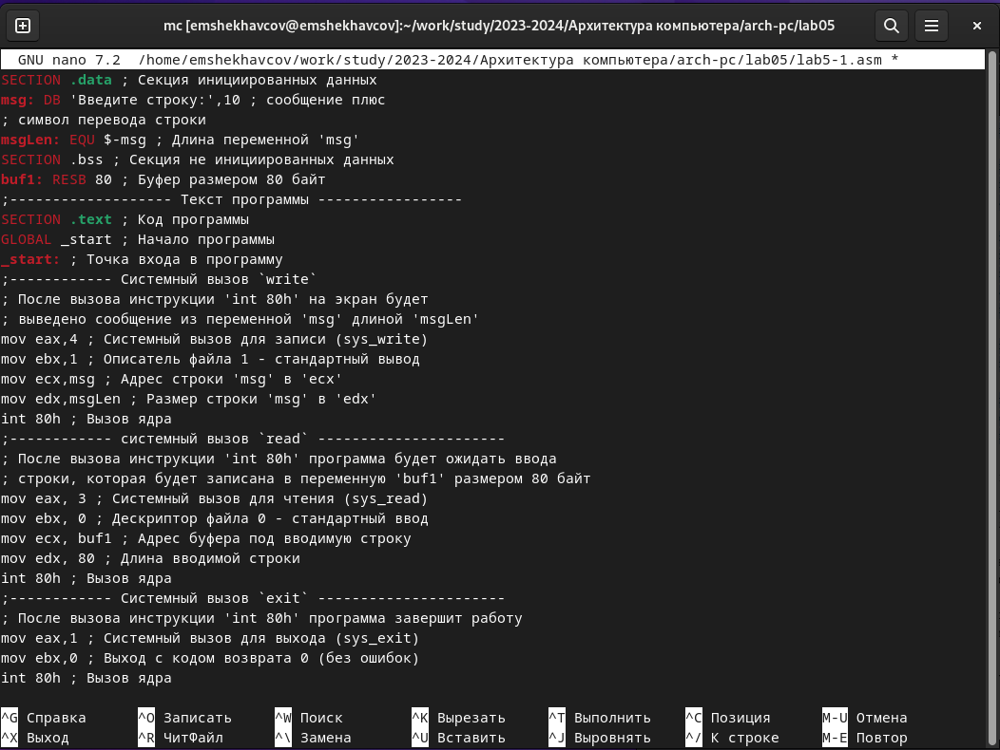 mc [emshekhavcov@emshekhavcov]:~/work/study/2023-2024/Архитектура компьютера/arch-pc/lab05
GNU nano 7.2 /home/emshekhavcov/work/study/2023-2024/Архитектура компьютера/arch-pc/lab05/lab5-1.asm *
SECTION .data ; Секция инициированных данных
msg: DB 'Введите строку:',10 ; сообщение плюс
; символ перевода строки
msgLen: EQU $-msg ; Длина переменной 'msg'
SECTION .bss ; Секция не инициированных данных
buf1: RESB 80 ; Буфер размером 80 байт
;------------------- Текст программы -----------------
SECTION .text ; Код программы
GLOBAL _start ; Начало программы
_start: ; Точка входа в программу
;------------ Системный вызов `write`
; После вызова инструкции 'int 80h' на экран будет
; выведено сообщение из переменной 'msg' длиной 'msgLen'
mov eax,4 ; Системный вызов для записи (sys_write)
mov ebx,1 ; Описатель файла 1 - стандартный вывод
mov ecx,msg ; Адрес строки 'msg' в 'ecx'
mov edx,msgLen ; Размер строки 'msg' в 'edx'
int 80h ; Вызов ядра
;------------ системный вызов `read` ----------------------
; После вызова инструкции 'int 80h' программа будет ожидать ввода
; строки, которая будет записана в переменную 'buf1' размером 80 байт
mov eax, 3 ; Системный вызов для чтения (sys_read)
mov ebx, 0 ; Дескриптор файла 0 - стандартный ввод
mov ecx, buf1 ; Адрес буфера под вводимую строку
mov edx, 80 ; Длина вводимой строки
int 80h ; Вызов ядра
;------------ Системный вызов `exit` ----------------------
; После вызова инструкции 'int 80h' программа завершит работу
mov eax,1 ; Системный вызов для выхода (sys_exit)
mov ebx,0 ; Выход с кодом возврата 0 (без ошибок)
int 80h ; Вызов ядра
^G Справка ^O Записать ^W Поиск ^K Вырезать ^T Выполнить ^C Позиция M-U Отмена
^X Выход ^R ЧитФайл ^\ Замена ^U Вставить ^J Выровнять ^/ К строке M-E Повтор